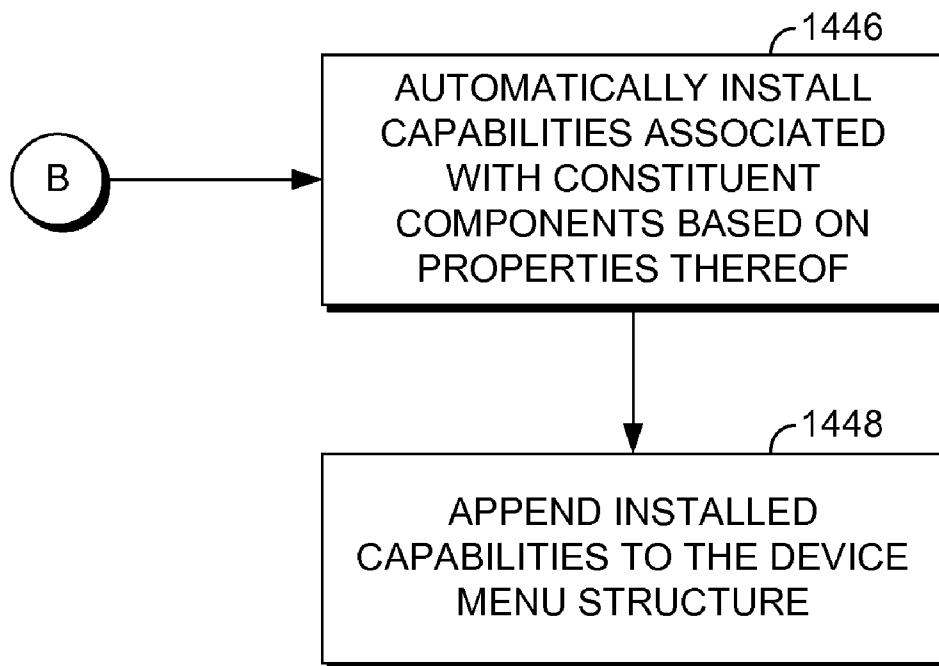 1446
AUTOMATICALLY INSTALL
CAPABILITIES ASSOCIATED
WITH CONSTITUENT
COMPONENTS BASED ON
PROPERTIES THEREOF
B
1448
APPEND INSTALLED
CAPABILITIES TO THE DEVICE
MENU STRUCTURE